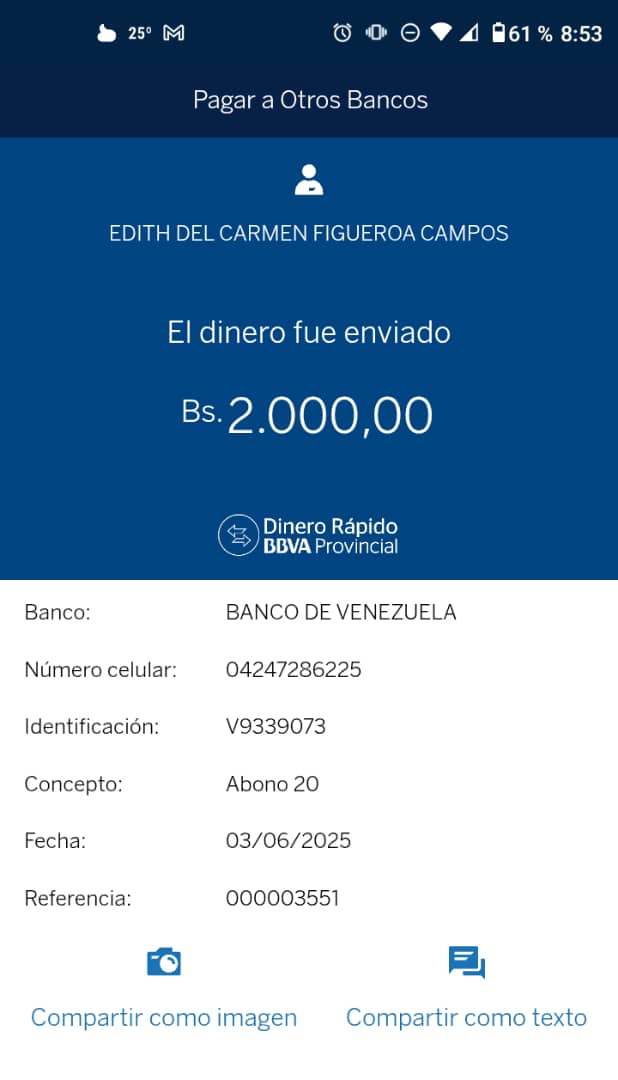 25° 61 % 8:53
Pagar a Otros Bancos
EDITH DEL CARMEN FIGUEROA CAMPOS
El dinero fue enviado
Bs. 2.000,00
Dinero Rápido
BBVA Provincial
Banco: BANCO DE VENEZUELA
Número celular: 04247286225
Identificación: V9339073
Concepto: Abono 20
Fecha: 03/06/2025
Referencia: 000003551
Compartir como imagen Compartir como texto